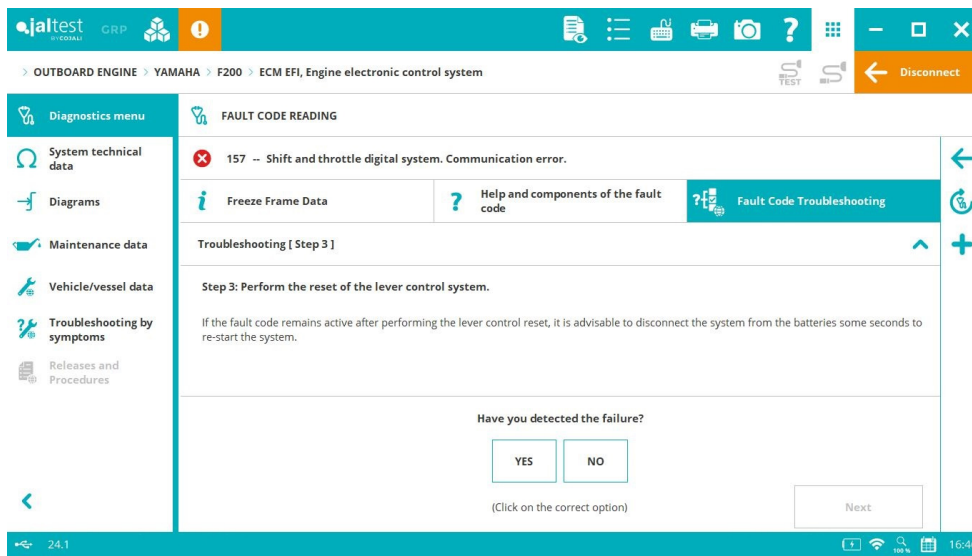 jaltest GRP
BY COJALI
> OUTBOARD ENGINE > YAMAHA > F200 > ECM EFI, Engine electronic control system
TEST
Disconnect
Diagnostics menu
FAULT CODE READING
System technical
data
157 -- Shift and throttle digital system. Communication error.
Diagrams
Freeze Frame Data
Help and components of the fault
code
Fault Code Troubleshooting
Maintenance data
Troubleshooting [ Step 3 ]
Vehicle/vessel data
Step 3: Perform the reset of the lever control system.
Troubleshooting by
symptoms
If the fault code remains active after performing the lever control reset, it is advisable to disconnect the system from the batteries some seconds to
re-start the system.
Releases and
Procedures
Have you detected the failure?
YES
NO
(Click on the correct option)
Next
24.1
100 %